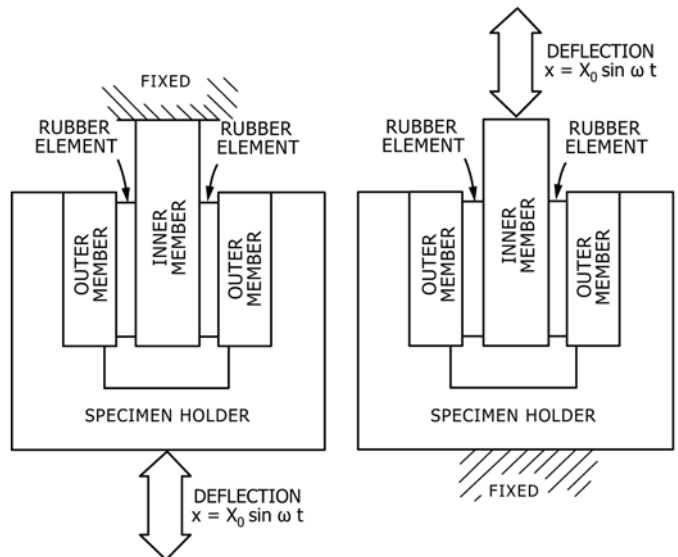 FIXED
RUBBER
ELEMENT
RUBBER
ELEMENT
OUTER
MEMBER
INNER
MEMBER
OUTER
MEMBER
SPECIMEN HOLDER
DEFLECTION
x = X₀ sin ω t
DEFLECTION
x = X₀ sin ω t
RUBBER
ELEMENT
RUBBER
ELEMENT
OUTER
MEMBER
INNER
MEMBER
OUTER
MEMBER
SPECIMEN HOLDER
FIXED